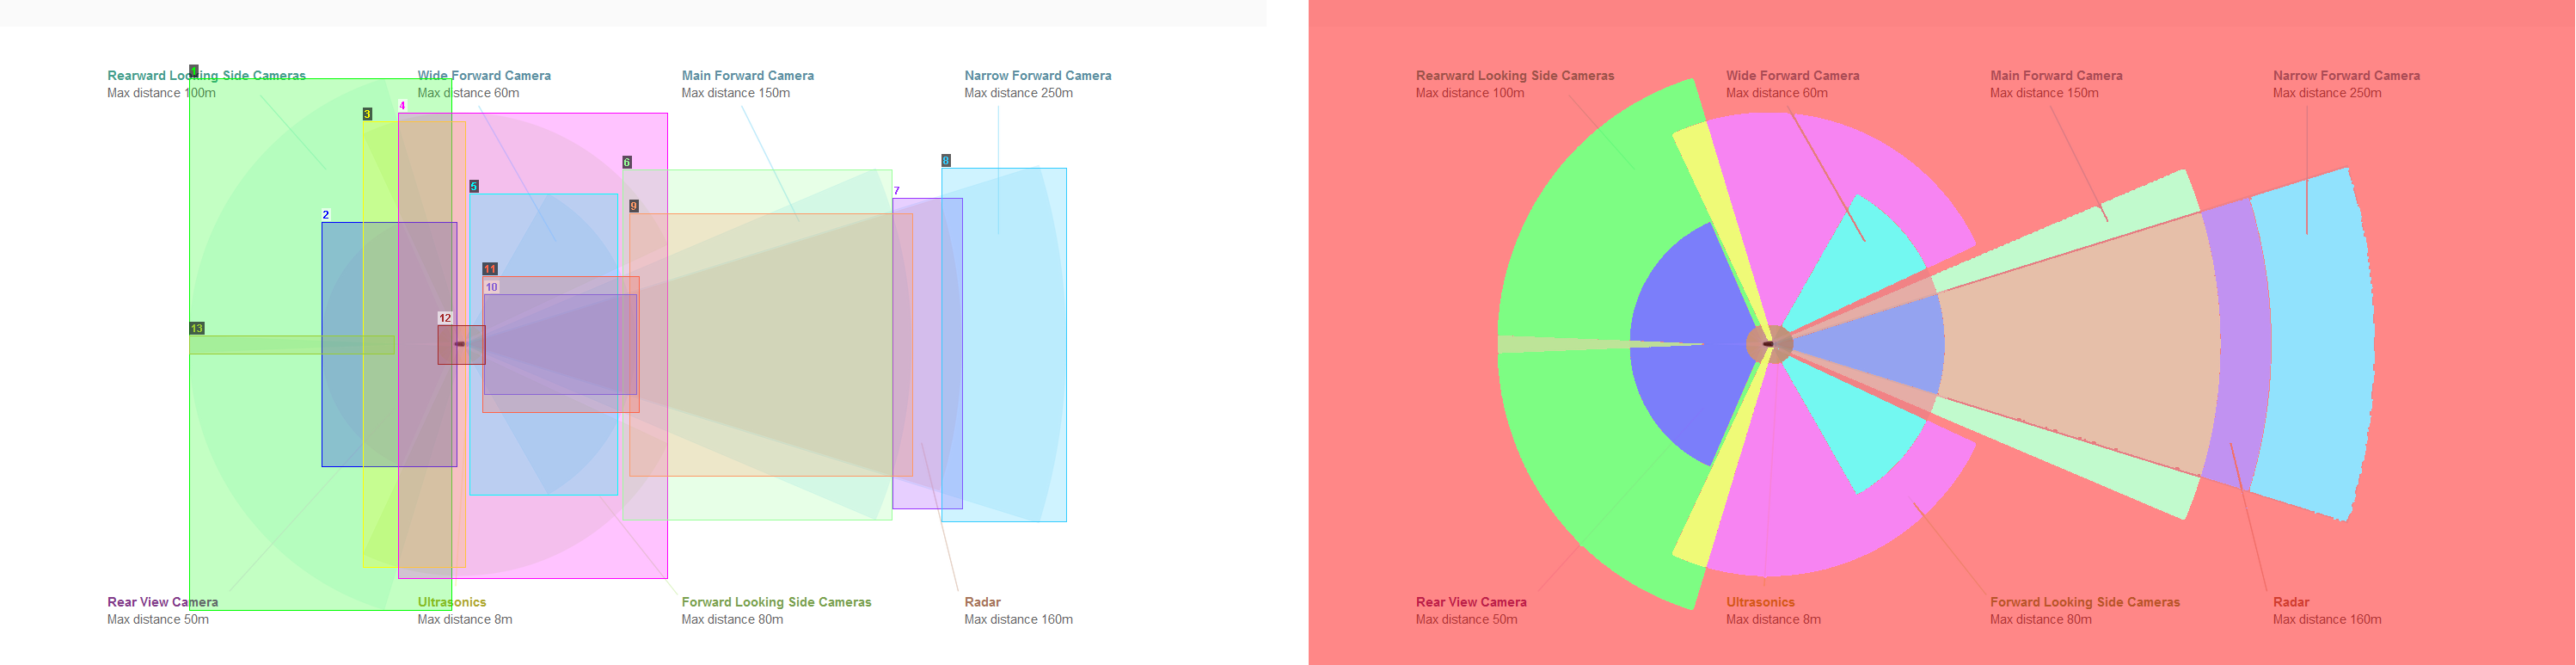 Rearward Looking Side Cameras
Max distance 100m
Wide Forward Camera
Max distance 60m
Main Forward Camera
Max distance 150m
Narrow Forward Camera
Max distance 250m
1
2
3
4
5
6
7
8
9
10
11
12
13
Rear View Camera
Max distance 50m
Ultrasonics
Max distance 8m
Forward Looking Side Cameras
Max distance 80m
Radar
Max distance 160m
Rearward Looking Side Cameras
Max distance 100m
Wide Forward Camera
Max distance 60m
Main Forward Camera
Max distance 150m
Narrow Forward Camera
Max distance 250m
Rear View Camera
Max distance 50m
Ultrasonics
Max distance 8m
Forward Looking Side Cameras
Max distance 80m
Radar
Max distance 160m